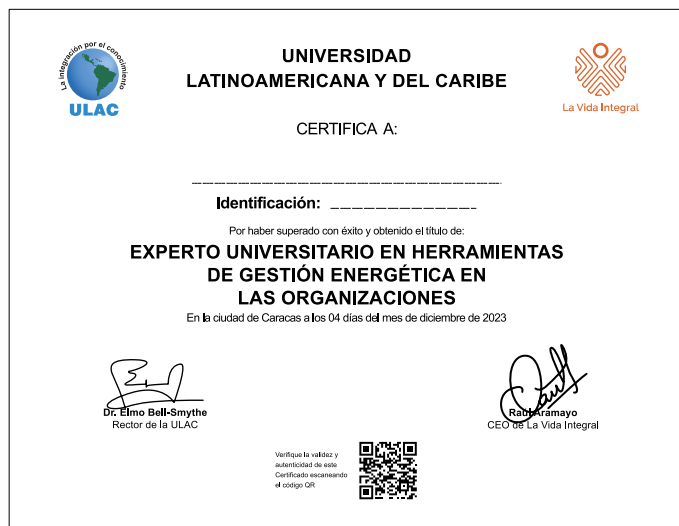 La integración por el conocimiento
ULAC
UNIVERSIDAD
LATINOAMERICANA Y DEL CARIBE
La Vida Integral
CERTIFICA A:
Identificación:
Por haber superado con éxito y obtenido el título de:
EXPERTO UNIVERSITARIO EN HERRAMIENTAS
DE GESTIÓN ENERGÉTICA EN
LAS ORGANIZACIONES
En la ciudad de Caracas a los 04 días del mes de diciembre de 2023
Dr. Elmo Bell-Smythe
Rector de la ULAC
Raúl Aramayo
CEO de La Vida Integral
Verifique la validez y
autenticidad de este
Certificado escaneando
el código QR